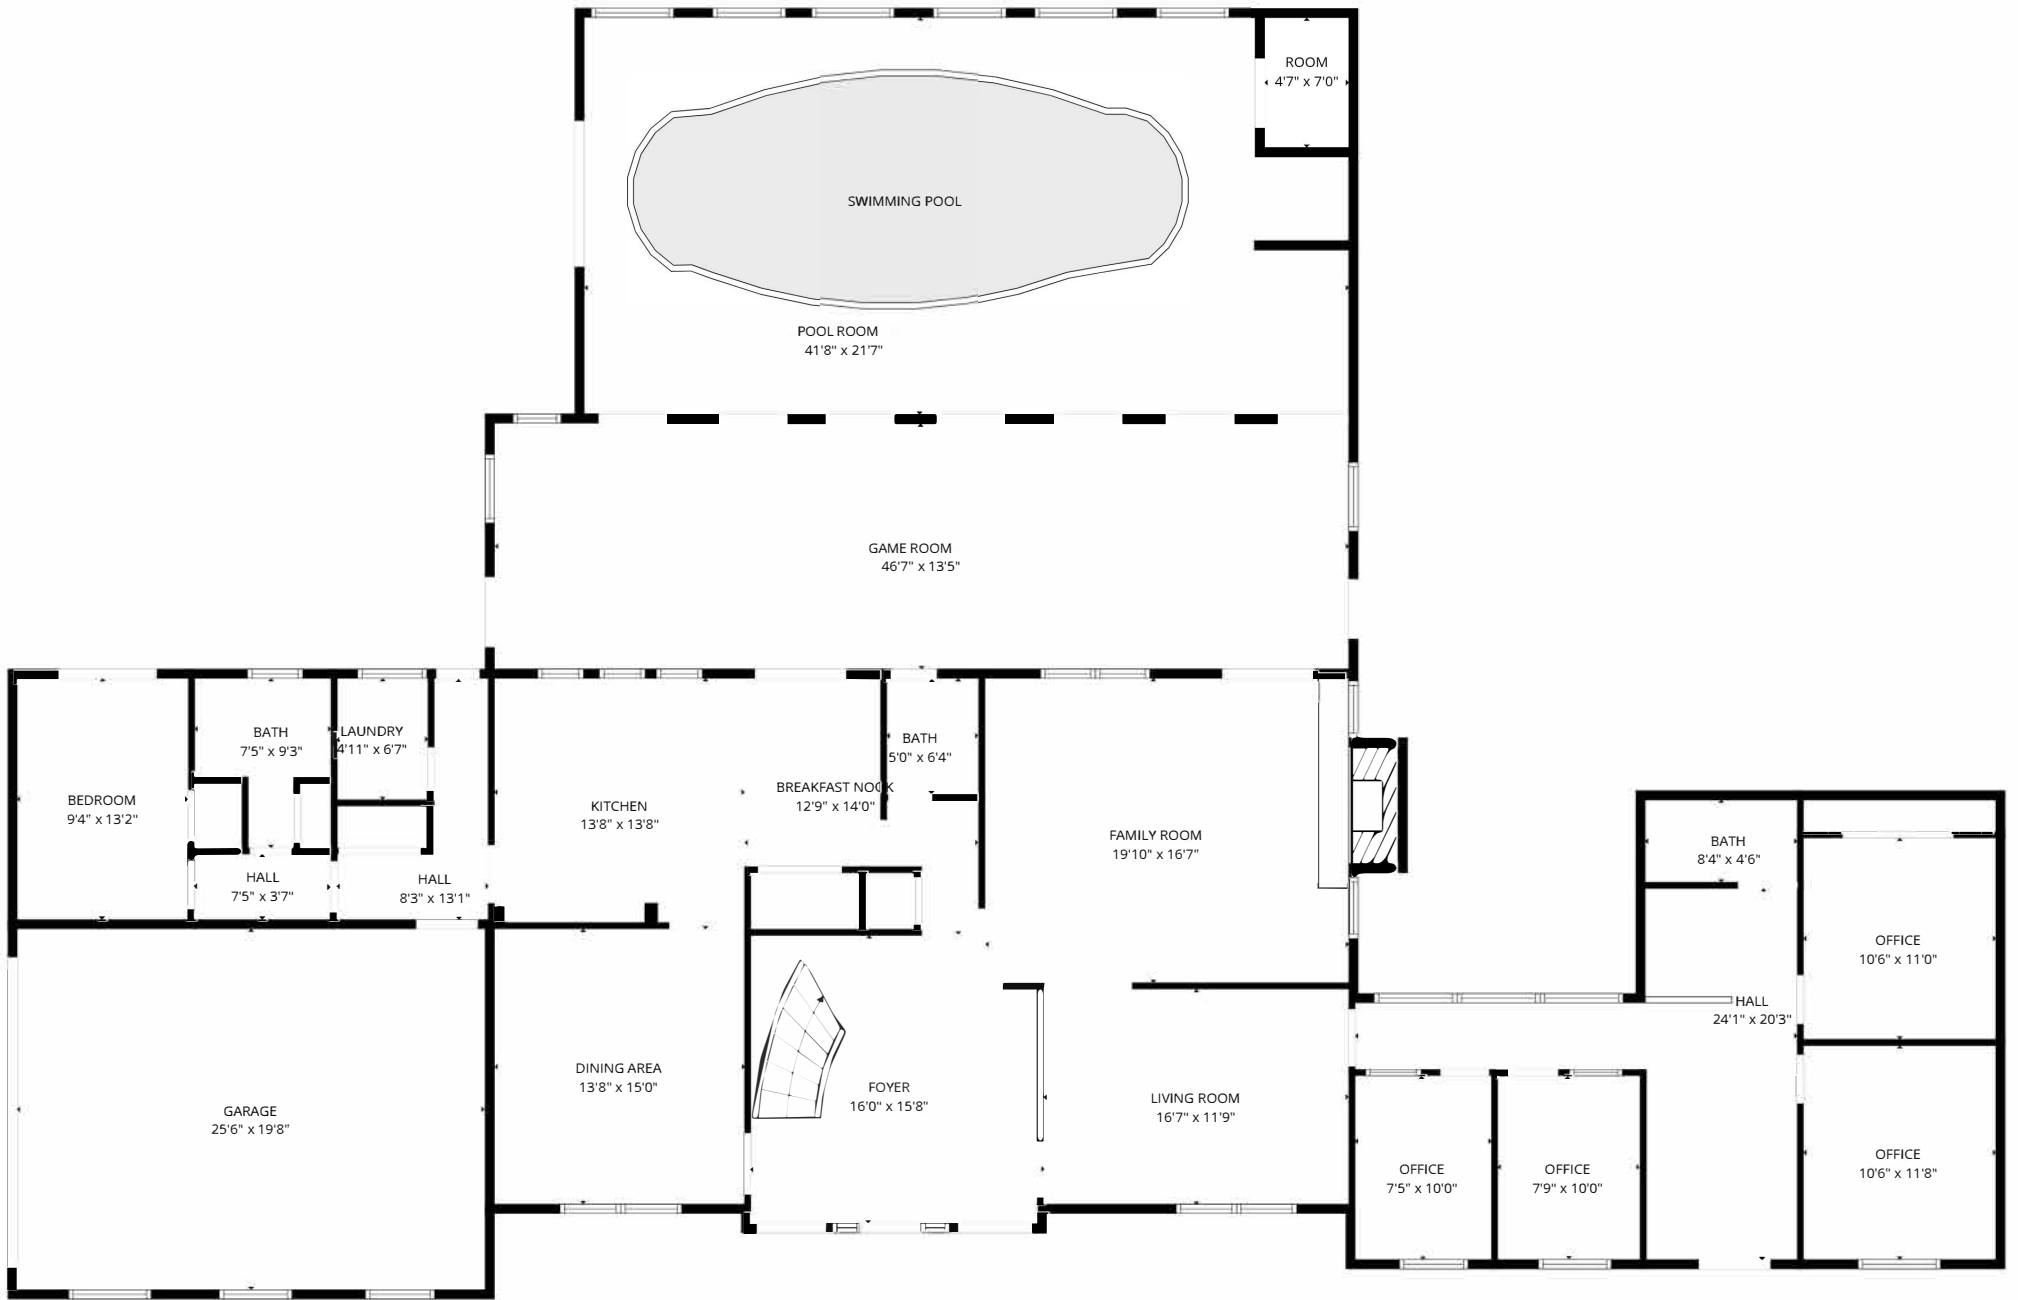 ROOM
4'7" x 7'0"
SWIMMING POOL
POOL ROOM
41'8" x 21'7"
GAME ROOM
46'7" x 13'5"
BATH
7'5" x 9'3"
LAUNDRY
4'11" x 6'7"
BATH
5'0" x 6'4"
BEDROOM
9'4" x 13'2"
KITCHEN
13'8" x 13'8"
BREAKFAST NOOK
12'9" x 14'0"
FAMILY ROOM
19'10" x 16'7"
BATH
8'4" x 4'6"
HALL
7'5" x 3'7"
HALL
8'3" x 13'1"
OFFICE
10'6" x 11'0"
HALL
24'1" x 20'3"
DINING AREA
13'8" x 15'0"
FOYER
16'0" x 15'8"
LIVING ROOM
16'7" x 11'9"
GARAGE
25'6" x 19'8"
OFFICE
7'5" x 10'0"
OFFICE
7'9" x 10'0"
OFFICE
10'6" x 11'8"